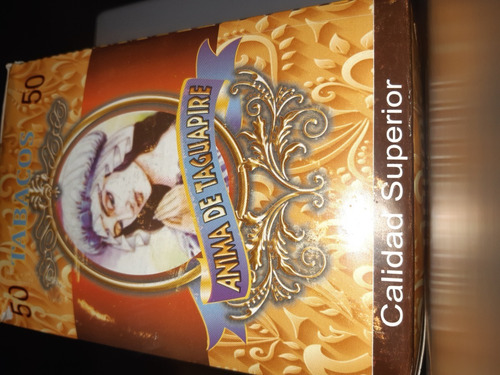 50 TABACOS 50
ANIMA DE TAGUAPIRE
Calidad Superior